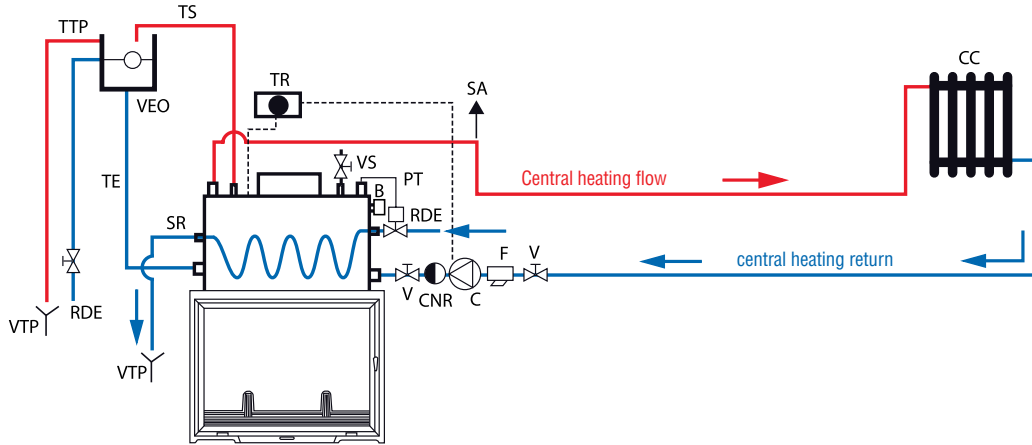 TS
TTP
CC
TR
SA
VEO
VS
PT
Central heating flow
TE
B
SR
RDE
F
V
central heating return
V
CNR
C
RDE
VTP
VTP